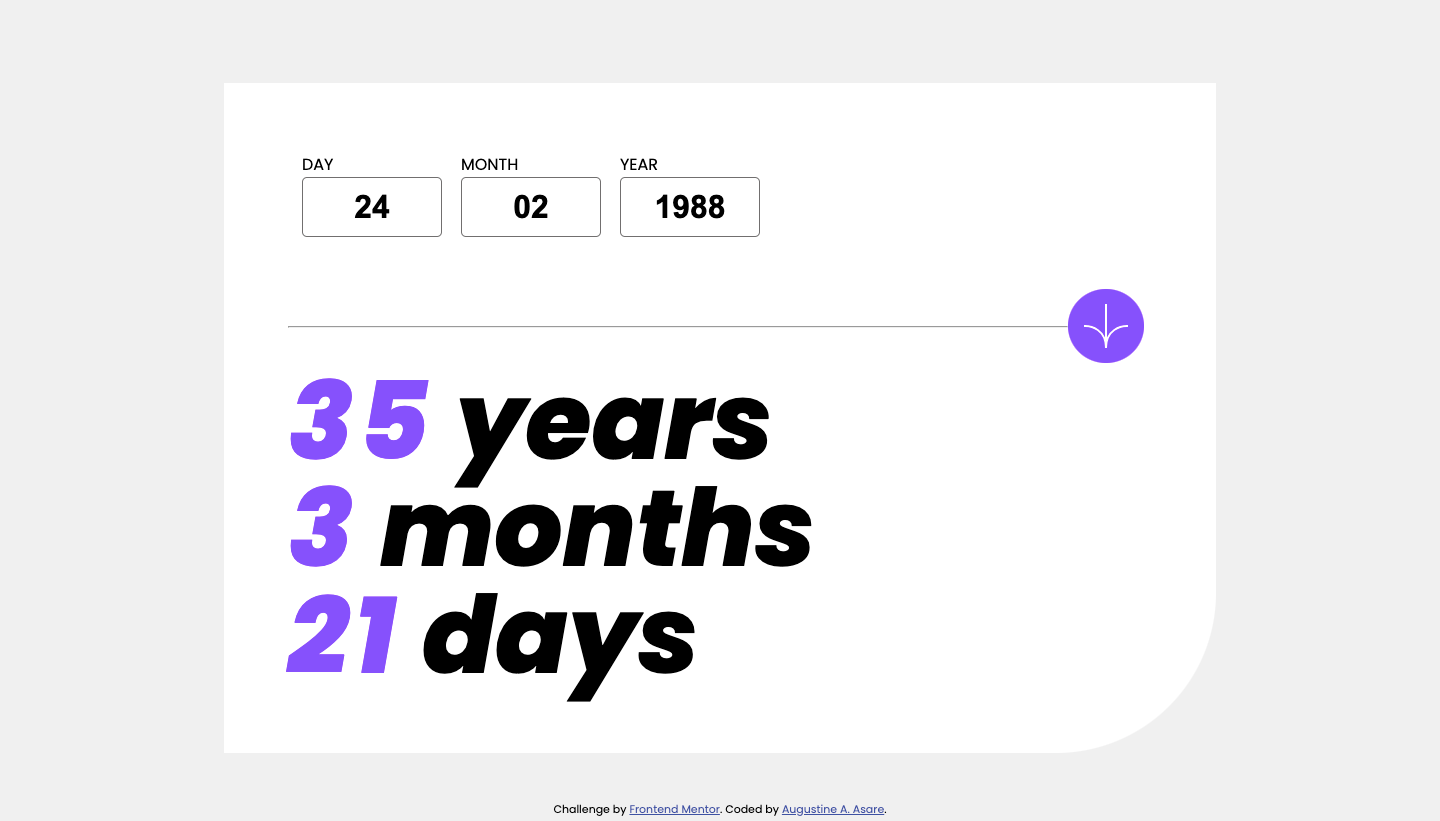 DAY MONTH YEAR
24 02 1988
35 years
3 months
21 days
Challenge by Frontend Mentor. Coded by Augustine A. Asare.